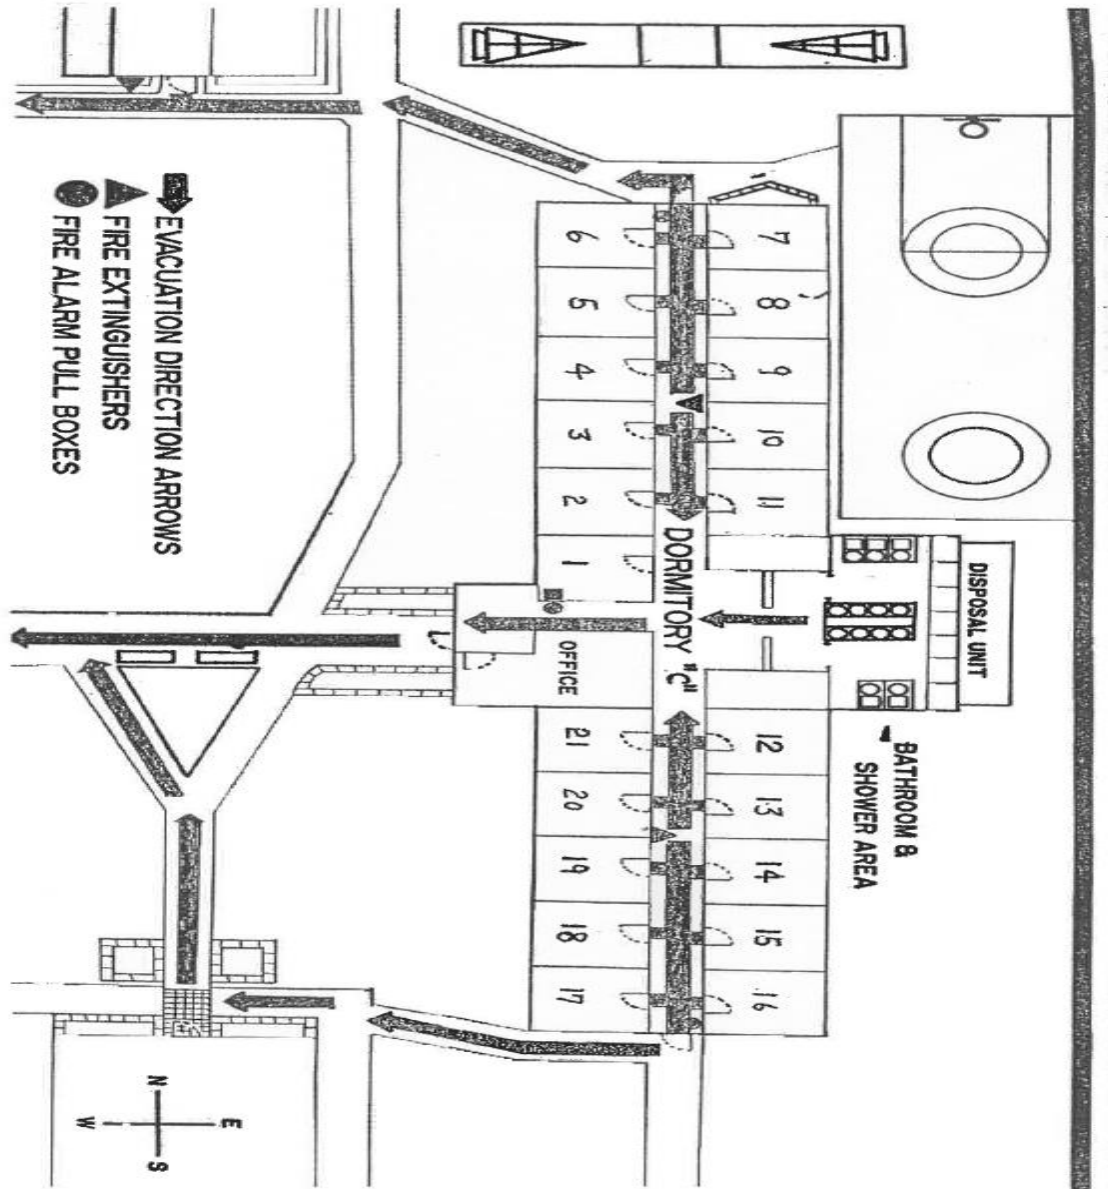 EVACUATION DIRECTION ARROWS
FIRE EXTINGUISHERS
FIRE ALARM PULL BOXES
6
5
4
3
2
1
7
8
9
10
11
DORMITORY "C"
OFFICE
DISPOSAL UNIT
BATHROOM &
SHOWER AREA
21
20
19
18
17
12
13
14
15
16
N
E
W
S